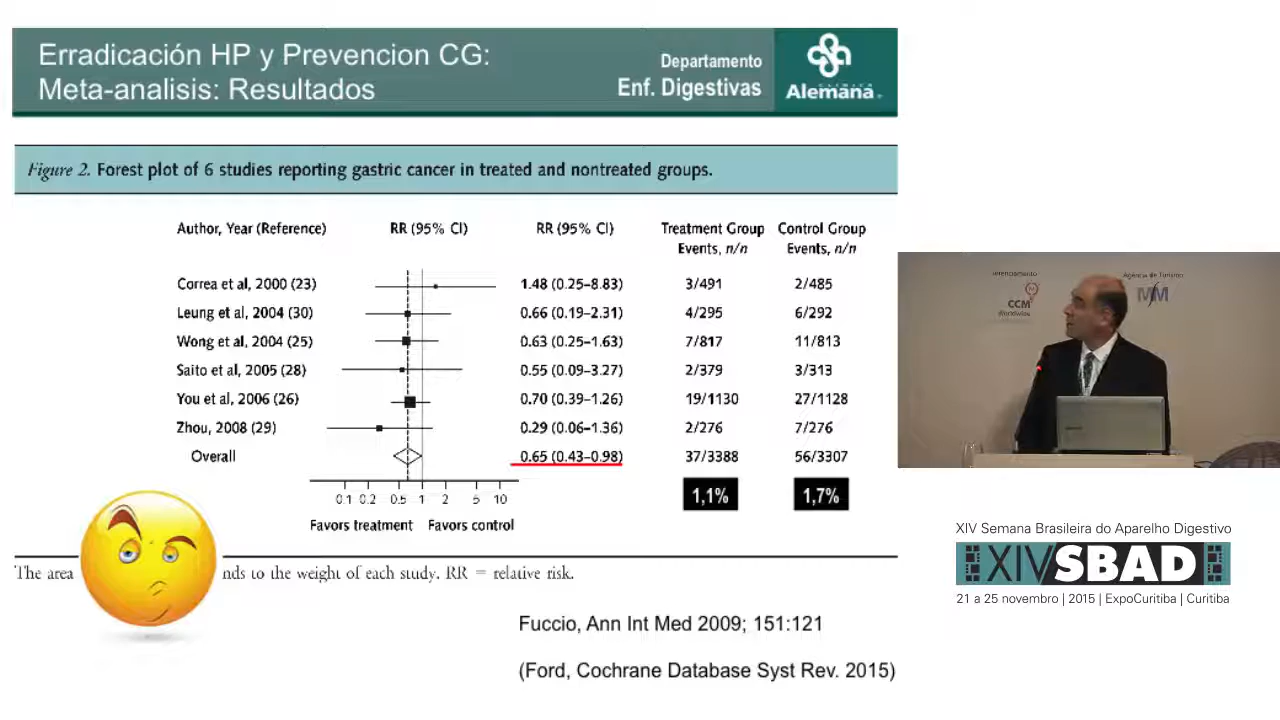 Erradicación HP y Prevencion CG:
Meta-analisis: Resultados
Departamento
Enf. Digestivas
Alemana
Figure 2. Forest plot of 6 studies reporting gastric cancer in treated and nontreated groups.
Author, Year (Reference) RR (95% CI) RR (95% CI) Treatment Group Events, n/n Control Group Events, n/n
Correa et al, 2000 (23) 1.48 (0.25–8.83) 3/491 2/485
Leung et al, 2004 (30) 0.66 (0.19–2.31) 4/295 6/292
Wong et al, 2004 (25) 0.63 (0.25–1.63) 7/817 11/813
Saito et al, 2005 (28) 0.55 (0.09–3.27) 2/379 3/313
You et al, 2006 (26) 0.70 (0.39–1.26) 19/1130 27/1128
Zhou, 2008 (29) 0.29 (0.06–1.36) 2/276 7/276
Overall 0.65 (0.43–0.98) 37/3388 56/3307
1,1% 1,7%
0.1 0.2 0.5 1 2 5 10
Favors treatment Favors control
The area nds to the weight of each study. RR = relative risk.
Fuccio, Ann Int Med 2009; 151:121
(Ford, Cochrane Database Syst Rev. 2015)
Agência de Turismo
CCM
Worldwide
XIV Semana Brasileira do Aparelho Digestivo
XIV SBAD
21 a 25 novembro | 2015 | ExpoCuritiba | Curitiba